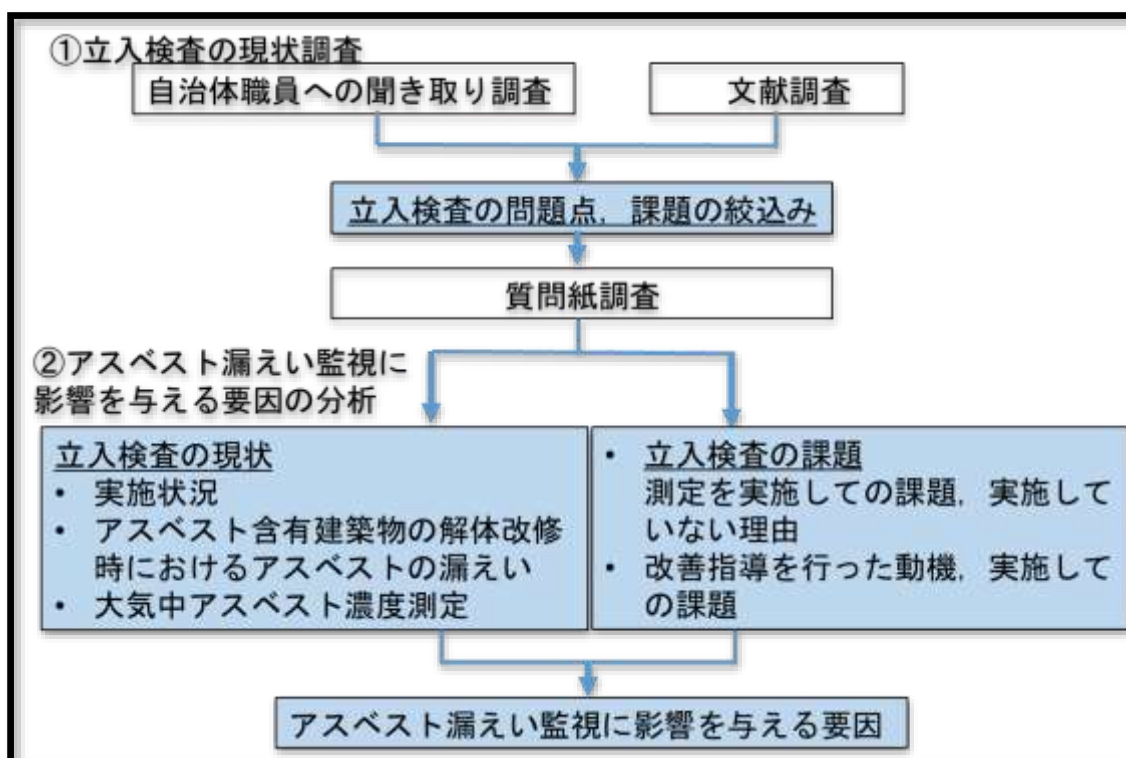 ①立入検査の現状調査
自治体職員への聞き取り調査
文献調査
立入検査の問題点，課題の絞込み
質問紙調査
②アスベスト漏えい監視に
影響を与える要因の分析
立入検査の現状
• 実施状況
• アスベスト含有建築物の解体改修
時におけるアスベストの漏えい
• 大気中アスベスト濃度測定
• 立入検査の課題
測定を実施しての課題，実施して
いない理由
• 改善指導を行った動機，実施して
の課題
アスベスト漏えい監視に影響を与える要因